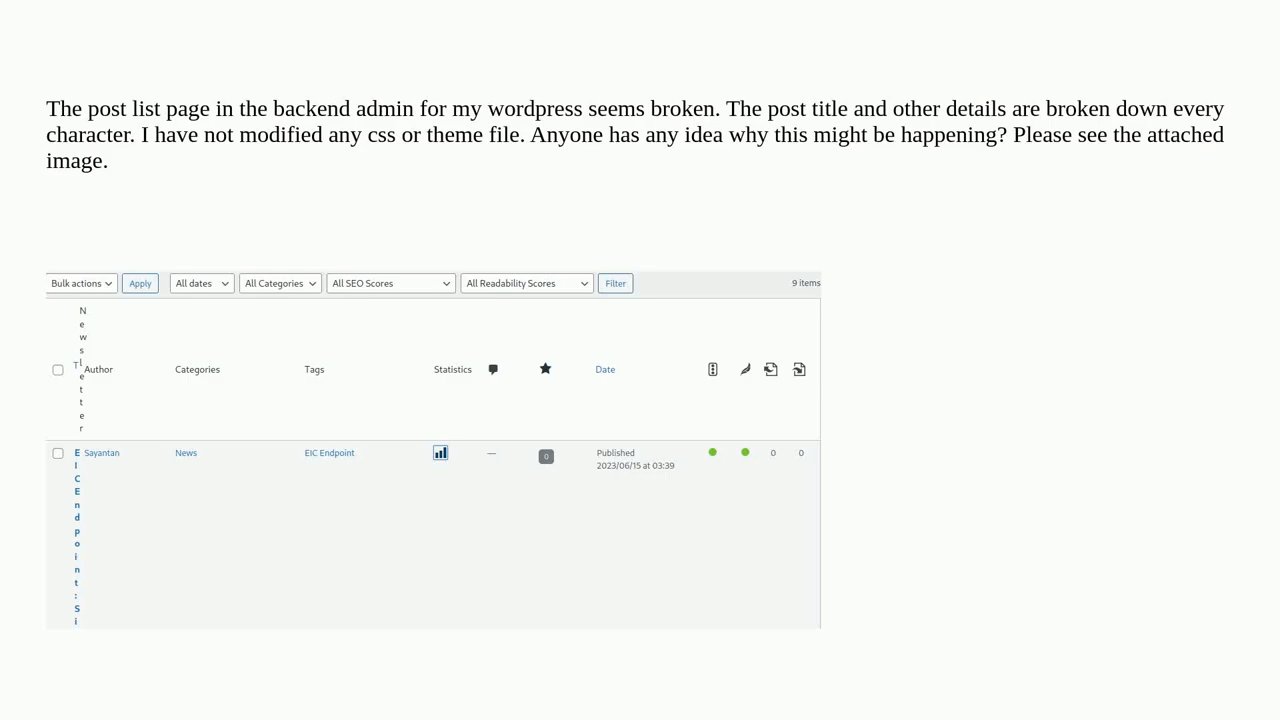 The post list page in the backend admin for my wordpress seems broken. The post title and other details are broken down every
character. I have not modified any css or theme file. Anyone has any idea why this might be happening? Please see the attached
image.
Bulk actions Apply All dates All Categories All SEO Scores All Readability Scores Filter 9 items
T Newsletter Author Categories Tags Statistics Date
EIC Endpoint: Si Sayantan News EIC Endpoint — 0 Published 0 0
2023/06/15 at 03:39